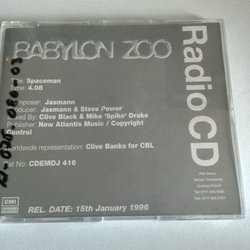 BABYLON ZOO
Title: Spaceman
Time: 4.08
Composer: Jasmann
Producer: Jasmann & Steve Power
Mixed By: Clive Black & Mike 'Spike' Drake
Publisher: New Atlantis Music / Copyright
Control
Worldwide representation: Clive Banks for CBL
Cat No: CDEMDJ 416
REL. DATE: 15th January 1996
Radio CD
EMI